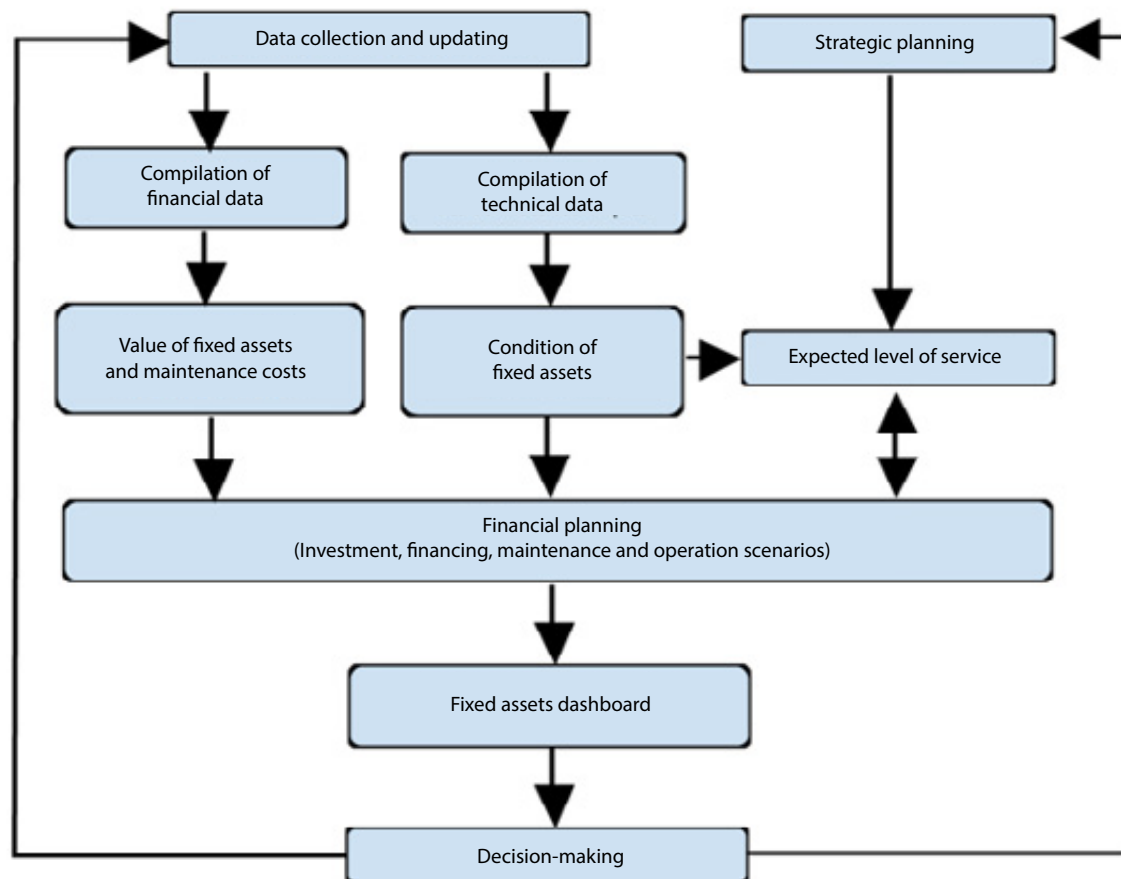 Data collection and updating
Strategic planning
Compilation of
financial data
Compilation of
technical data
Value of fixed assets
and maintenance costs
Condition of
fixed assets
Expected level of service
Financial planning
(Investment, financing, maintenance and operation scenarios)
Fixed assets dashboard
Decision-making